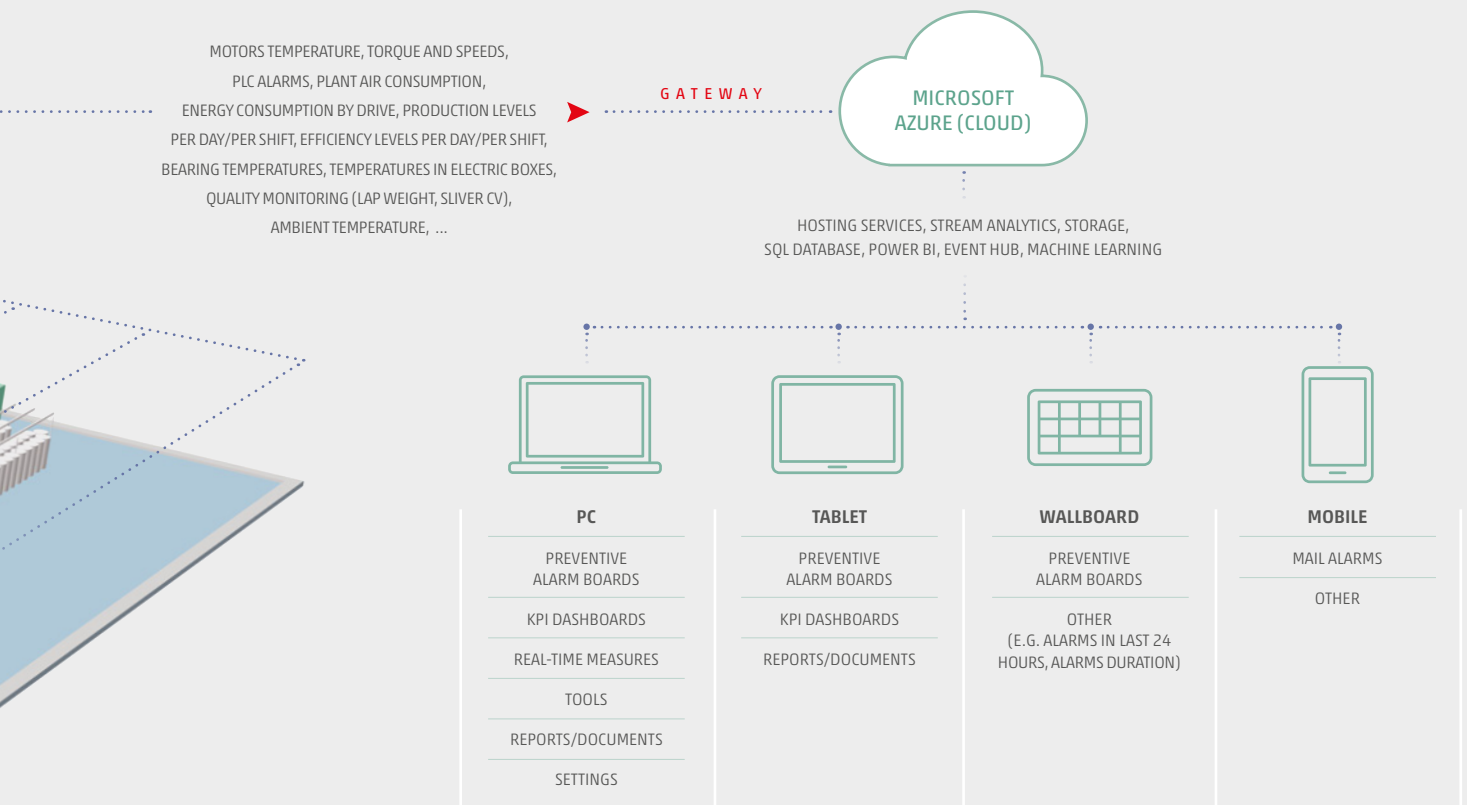 MOTORS TEMPERATURE, TORQUE AND SPEEDS,
PLC ALARMS, PLANT AIR CONSUMPTION,
ENERGY CONSUMPTION BY DRIVE, PRODUCTION LEVELS
PER DAY/PER SHIFT, EFFICIENCY LEVELS PER DAY/PER SHIFT,
BEARING TEMPERATURES, TEMPERATURES IN ELECTRIC BOXES,
QUALITY MONITORING (LAP WEIGHT, SLIVER CV),
AMBIENT TEMPERATURE, ...
GATEWAY
MICROSOFT
AZURE (CLOUD)
HOSTING SERVICES, STREAM ANALYTICS, STORAGE,
SQL DATABASE, POWER BI, EVENT HUB, MACHINE LEARNING
PC
PREVENTIVE
ALARM BOARDS
KPI DASHBOARDS
REAL-TIME MEASURES
TOOLS
REPORTS/DOCUMENTS
SETTINGS
TABLET
PREVENTIVE
ALARM BOARDS
KPI DASHBOARDS
REPORTS/DOCUMENTS
WALLBOARD
PREVENTIVE
ALARM BOARDS
OTHER
(E.G. ALARMS IN LAST 24
HOURS, ALARMS DURATION)
MOBILE
MAIL ALARMS
OTHER